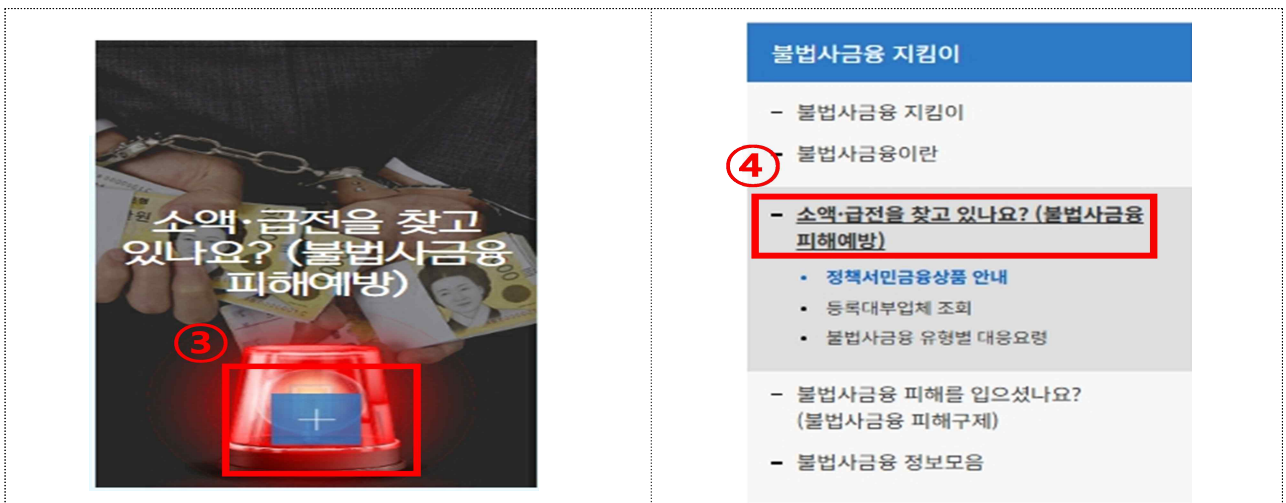 소액·급전을 찾고
있나요? (불법사금융
피해예방)
③
불법사금융 지킴이
– 불법사금융 지킴이
– 불법사금융이란
④
– 소액·급전을 찾고 있나요? (불법사금융
피해예방)
• 정책서민금융상품 안내
• 등록대부업체 조회
• 불법사금융 유형별 대응요령
– 불법사금융 피해를 입으셨나요?
(불법사금융 피해구제)
– 불법사금융 정보모음